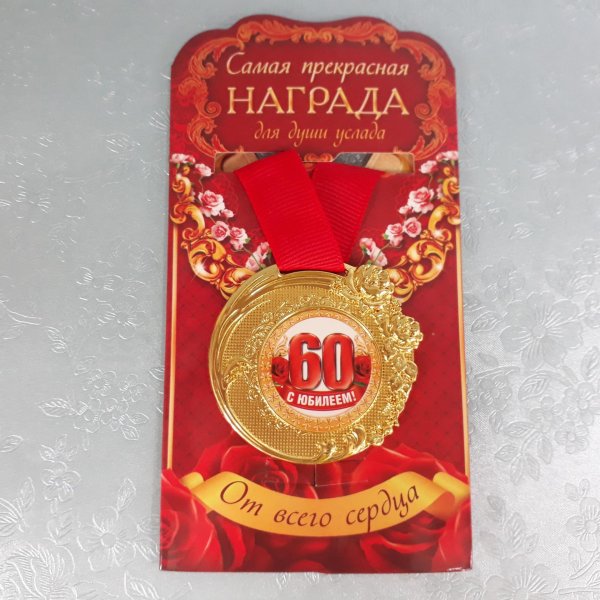 Самая прекрасная
НАГРАДА
для души услада
60
С ЮБИЛЕЕМ!
От всего сердца